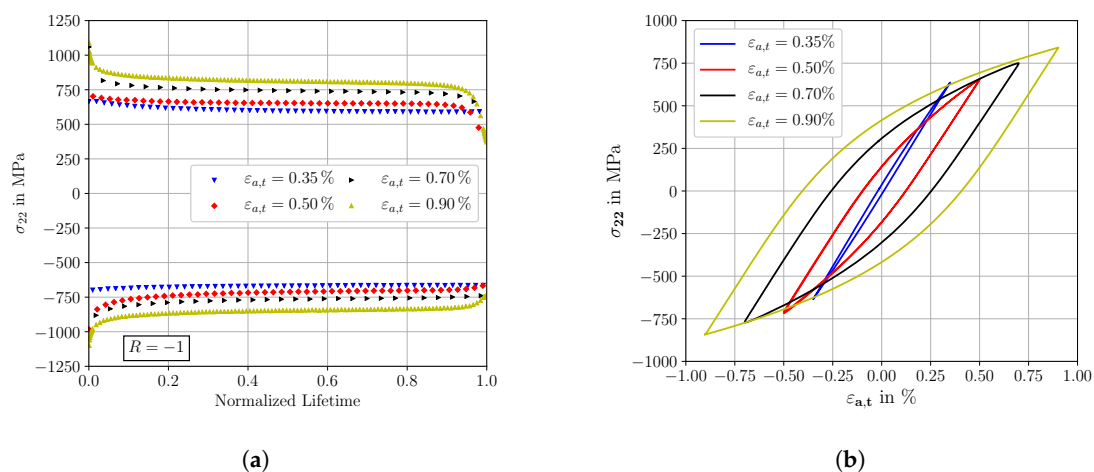 1250
1000
750
500
250
0
−250
−500
−750
−1000
−1250
σ₂₂ in MPa
εₐ,ₜ = 0.35 %
εₐ,ₜ = 0.50 %
εₐ,ₜ = 0.70 %
εₐ,ₜ = 0.90 %
R = −1
0.0 0.2 0.4 0.6 0.8 1.0
Normalized Lifetime
(a)
1000
750
500
250
0
−250
−500
−750
−1000
σ₂₂ in MPa
εₐ,ₜ = 0.35%
εₐ,ₜ = 0.50%
εₐ,ₜ = 0.70%
εₐ,ₜ = 0.90%
−1.00 −0.75 −0.50 −0.25 0.00 0.25 0.50 0.75 1.00
εₐ,ₜ in %
(b)